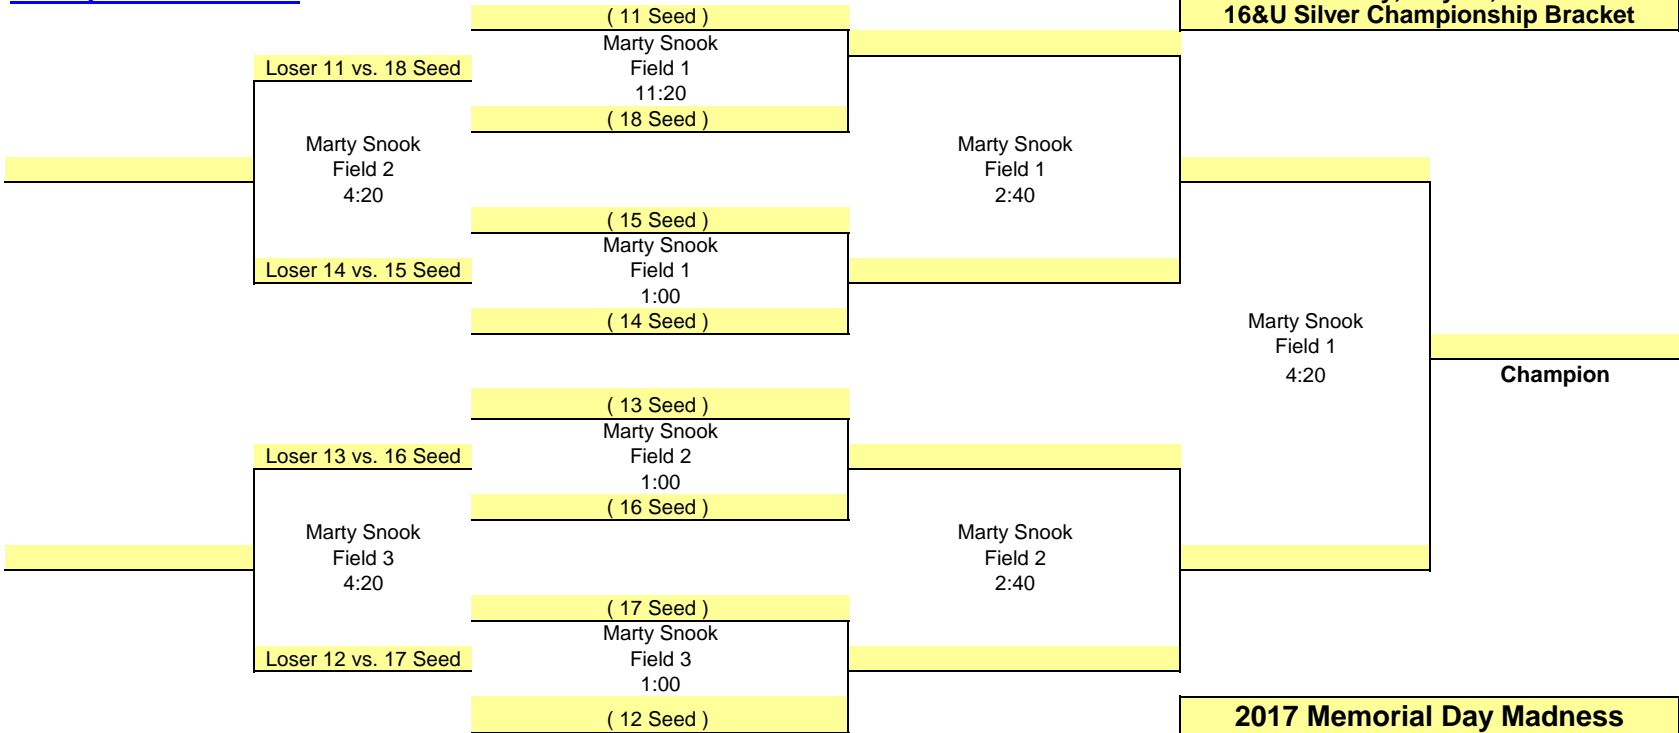 ( 11 Seed )
16&U Silver Championship Bracket
Marty Snook
Field 1
11:20
Loser 11 vs. 18 Seed
( 18 Seed )
Marty Snook
Field 2
4:20
Marty Snook
Field 1
2:40
( 15 Seed )
Marty Snook
Field 1
1:00
Loser 14 vs. 15 Seed
( 14 Seed )
Marty Snook
Field 1
4:20
Champion
( 13 Seed )
Marty Snook
Field 2
1:00
Loser 13 vs. 16 Seed
( 16 Seed )
Marty Snook
Field 3
4:20
Marty Snook
Field 2
2:40
( 17 Seed )
Marty Snook
Field 3
1:00
Loser 12 vs. 17 Seed
( 12 Seed )
2017 Memorial Day Madness